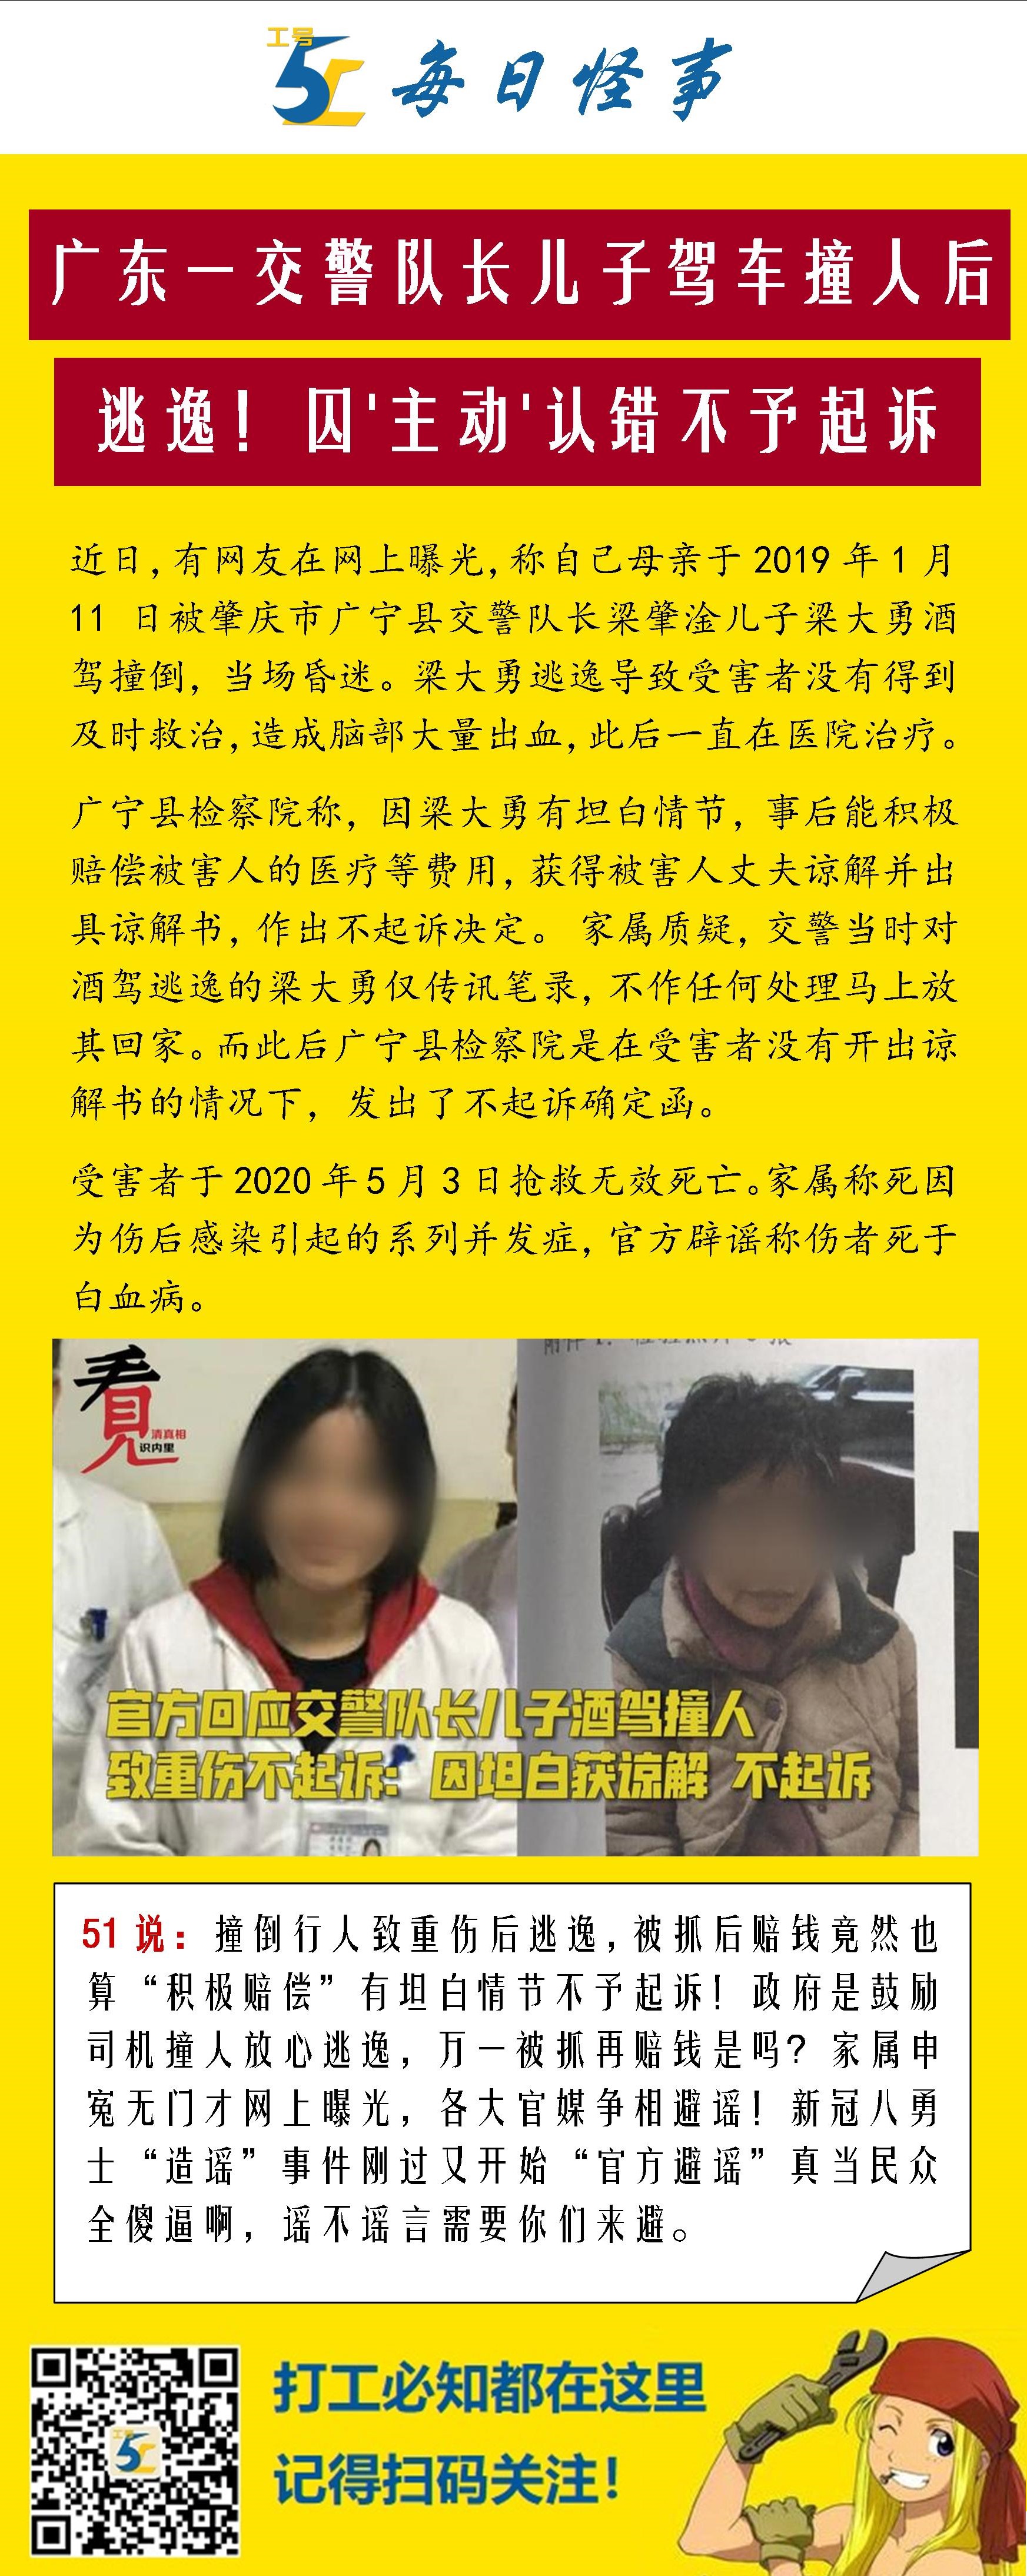 工号
51
每日怪事
广东一交警队长儿子驾车撞人后
逃逸！囚'主动'认错不予起诉
近日，有网友在网上曝光，称自己母亲于 2019 年 1 月
11 日被肇庆市广宁县交警队长梁肇淦儿子梁大勇酒
驾撞倒，当场昏迷。梁大勇逃逸导致受害者没有得到
及时救治，造成脑部大量出血，此后一直在医院治疗。
广宁县检察院称，因梁大勇有坦白情节，事后能积极
赔偿被害人的医疗等费用，获得被害人丈夫谅解并出
具谅解书，作出不起诉决定。 家属质疑，交警当时对
酒驾逃逸的梁大勇仅传讯笔录，不作任何处理马上放
其回家。而此后广宁县检察院是在受害者没有开出谅
解书的情况下，发出了不起诉确定函。
受害者于 2020 年 5 月 3 日抢救无效死亡。家属称死因
为伤后感染引起的系列并发症，官方辟谣称伤者死于
白血病。
看见
清真相
识内里
官方回应交警队长儿子酒驾撞人
致重伤不起诉：因坦白获谅解 不起诉
51 说：撞倒行人致重伤后逃逸，被抓后赔钱竟然也
算“积极赔偿”有坦白情节不予起诉！政府是鼓励
司机撞人放心逃逸，万一被抓再赔钱是吗？家属申
冤无门才网上曝光，各大官媒争相避谣！新冠八勇
士“造谣”事件刚过又开始“官方避谣”真当民众
全傻逼啊，谣不谣言需要你们来避。
工号
51
打工必知都在这里
记得扫码关注！